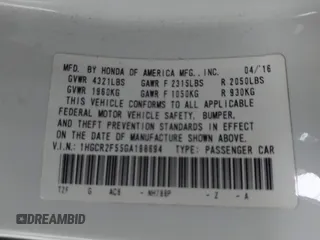 MFD. BY HONDA OF AMERICA MFG., INC. 04/'16
GVWR 4321LBS GAWR F 2315LBS R 2050LBS
GVWR 1960KG GAWR F 1050KG R 930KG
THIS VEHICLE CONFORMS TO ALL APPLICABLE
FEDERAL MOTOR VEHICLE SAFETY, BUMPER,
AND THEFT PREVENTION STANDARDS IN EFFECT
ON THE DATE OF MANUFACTURE SHOWN ABOVE.
V.I.N.: TYPE: PASSENGER CAR
G - Z - A
DREAMBID